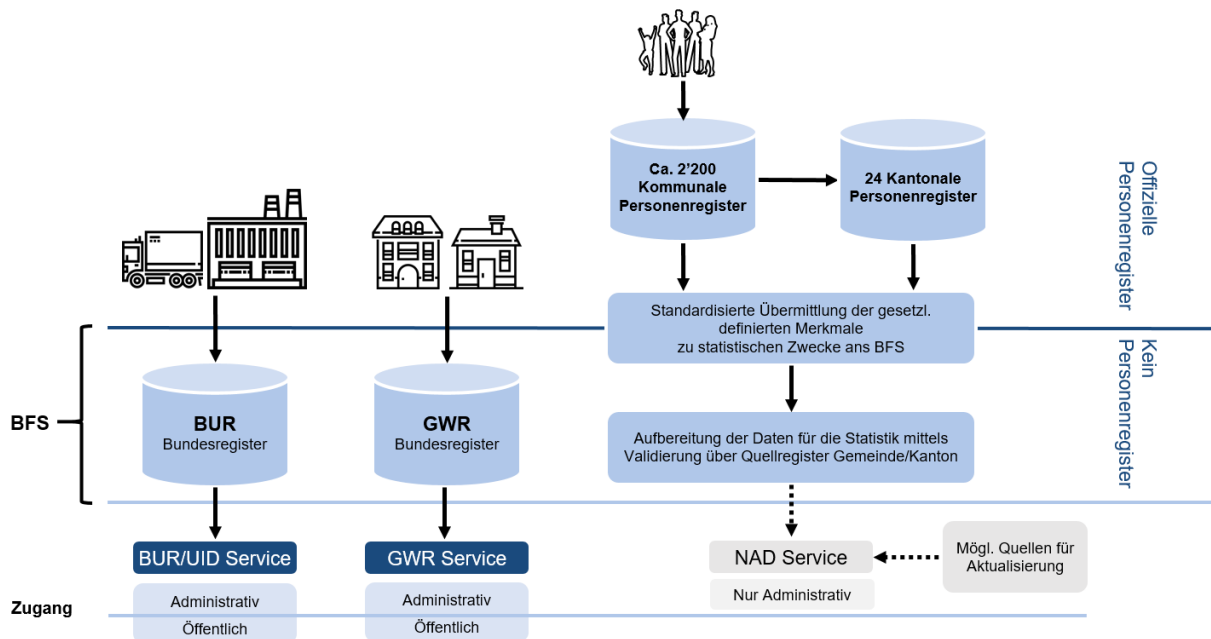 Ca. 2'200
Kommunale
Personenregister
24 Kantonale
Personenregister
Offizielle
Personenregister
Standardisierte Übermittlung der gesetzl.
definierten Merkmale
zu statistischen Zwecke ans BFS
Kein
Personenregister
BFS
BUR
Bundesregister
GWR
Bundesregister
Aufbereitung der Daten für die Statistik mittels
Validierung über Quellregister Gemeinde/Kanton
BUR/UID Service
GWR Service
NAD Service
Mögl. Quellen für
Aktualisierung
Zugang
Administrativ
Öffentlich
Administrativ
Öffentlich
Nur Administrativ